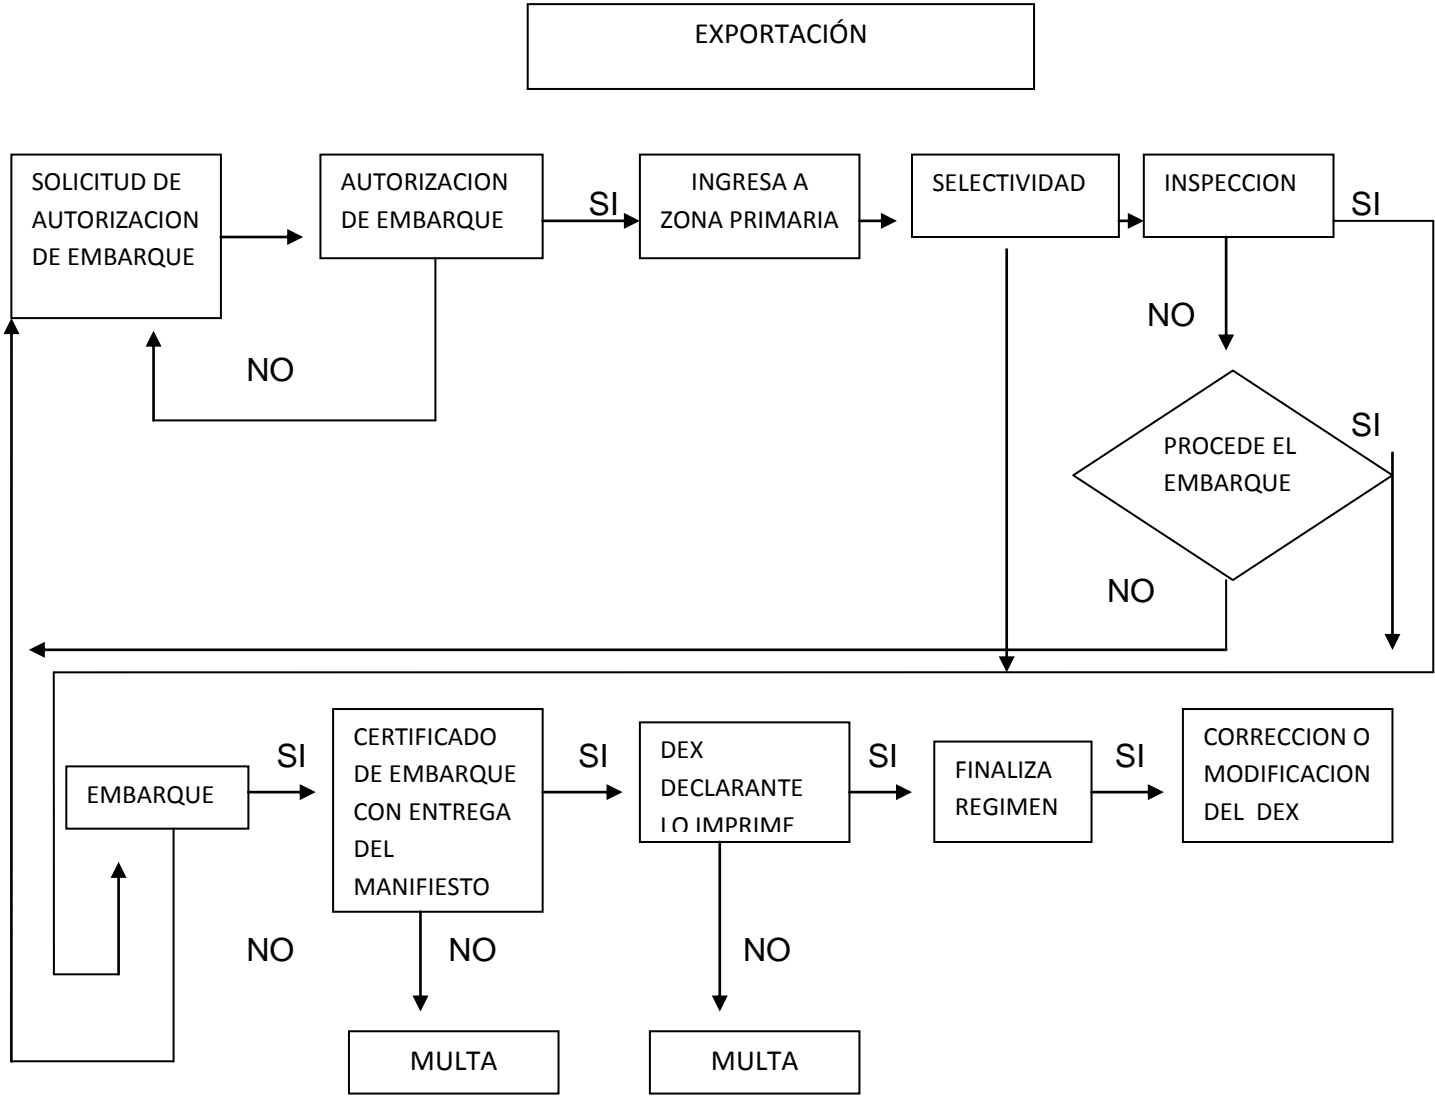 EXPORTACIÓN
SOLICITUD DE
AUTORIZACION
DE EMBARQUE
AUTORIZACION
DE EMBARQUE
SI
INGRESA A
ZONA PRIMARIA
SELECTIVIDAD
INSPECCION
SI
NO
NO
PROCEDE EL
EMBARQUE
SI
NO
EMBARQUE
SI
CERTIFICADO
DE EMBARQUE
CON ENTREGA
DEL
MANIFIESTO
SI
DEX
DECLARANTE
LO IMPRIME
SI
FINALIZA
REGIMEN
SI
CORRECCION O
MODIFICACION
DEL DEX
NO
NO
NO
MULTA
MULTA